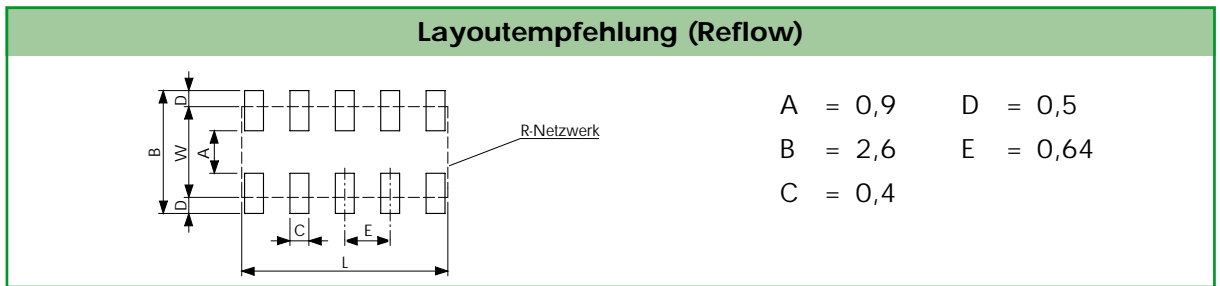 Layoutempfehlung (Reflow)
D
B
W
A
D
C
E
L
R-Netzwerk
A = 0,9 D = 0,5
B = 2,6 E = 0,64
C = 0,4